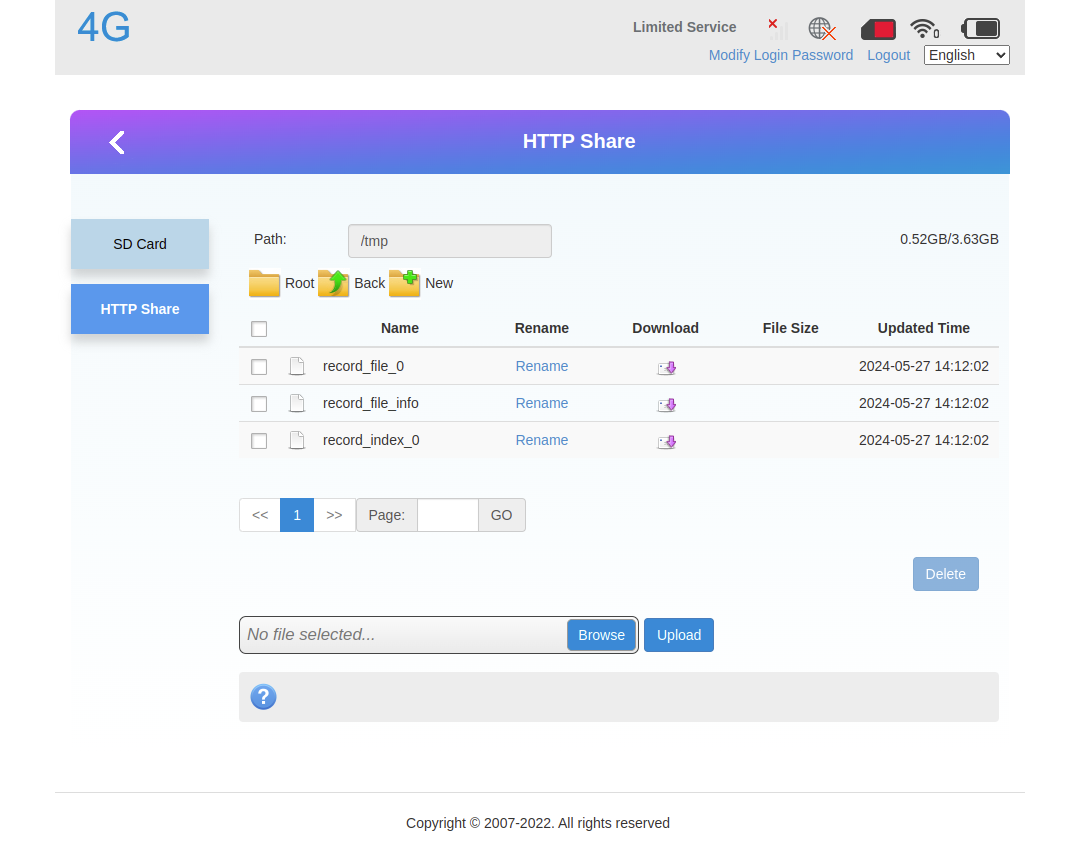 4G
Limited Service
0
Modify Login Password Logout English
HTTP Share
SD Card
HTTP Share
Path: /tmp 0.52GB/3.63GB
Root Back New
Name Rename Download File Size Updated Time
record_file_0 Rename 2024-05-27 14:12:02
record_file_info Rename 2024-05-27 14:12:02
record_index_0 Rename 2024-05-27 14:12:02
<< 1 >> Page: GO
Delete
No file selected... Browse Upload
?
Copyright © 2007-2022. All rights reserved